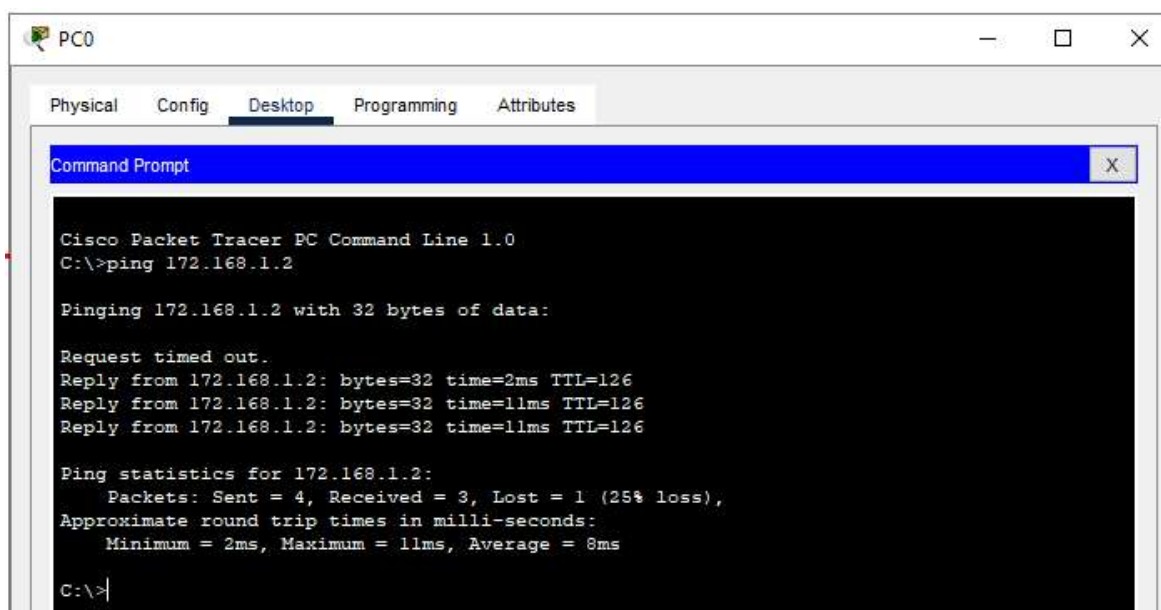 PC0
Physical Config Desktop Programming Attributes
Command Prompt X
Cisco Packet Tracer PC Command Line 1.0
C:\>ping 172.168.1.2
Pinging 172.168.1.2 with 32 bytes of data:
Request timed out.
Reply from 172.168.1.2: bytes=32 time=2ms TTL=126
Reply from 172.168.1.2: bytes=32 time=11ms TTL=126
Reply from 172.168.1.2: bytes=32 time=11ms TTL=126
Ping statistics for 172.168.1.2:
Packets: Sent = 4, Received = 3, Lost = 1 (25% loss),
Approximate round trip times in milli-seconds:
Minimum = 2ms, Maximum = 11ms, Average = 8ms
C:\>